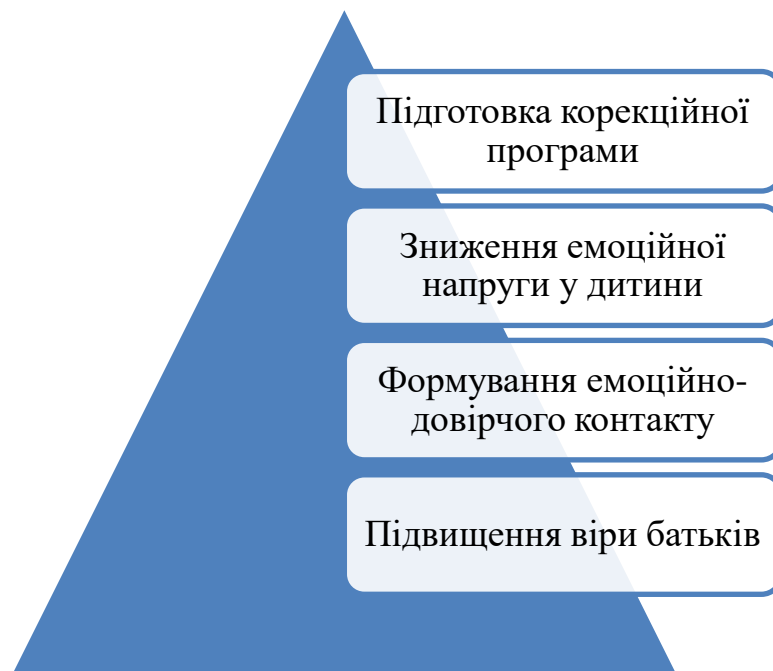 Підготовка корекційної
програми
Зниження емоційної
напруги у дитини
Формування емоційно-
довірчого контакту
Підвищення віри батьків